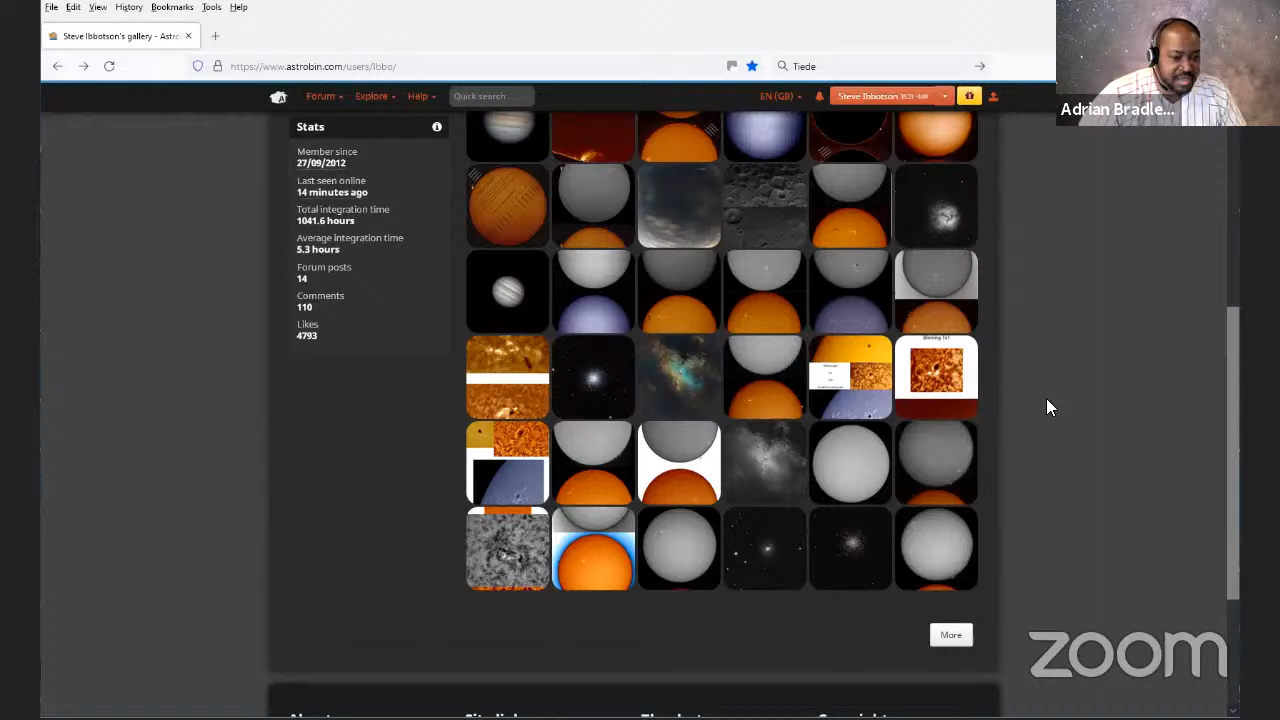 File Edit View History Bookmarks Tools Help
Steve Ibbotson's gallery - Astro
https://www.astrobin.com/users/Ibbo/
Tiede
Adrian Bradle...
Forum Explore Help Quick search EN (GB) Steve Ibbotson
Stats
Member since
27/09/2012
Last seen online
14 minutes ago
Total integration time
1041.6 hours
Average integration time
5.3 hours
Forum posts
14
Comments
110
Likes
4793
Binning 1x1
More
zoom